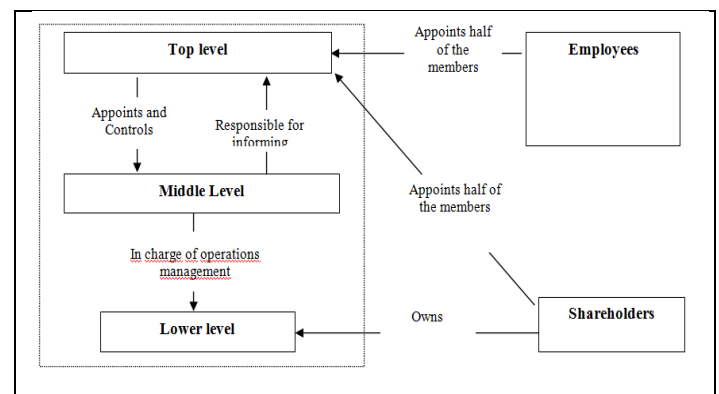 Top level
Appoints half
of the
members
Employees
Appoints and
Controls
Responsible for
informing
Middle Level
Appoints half of
the members
In charge of operations
management
Lower level
Owns
Shareholders